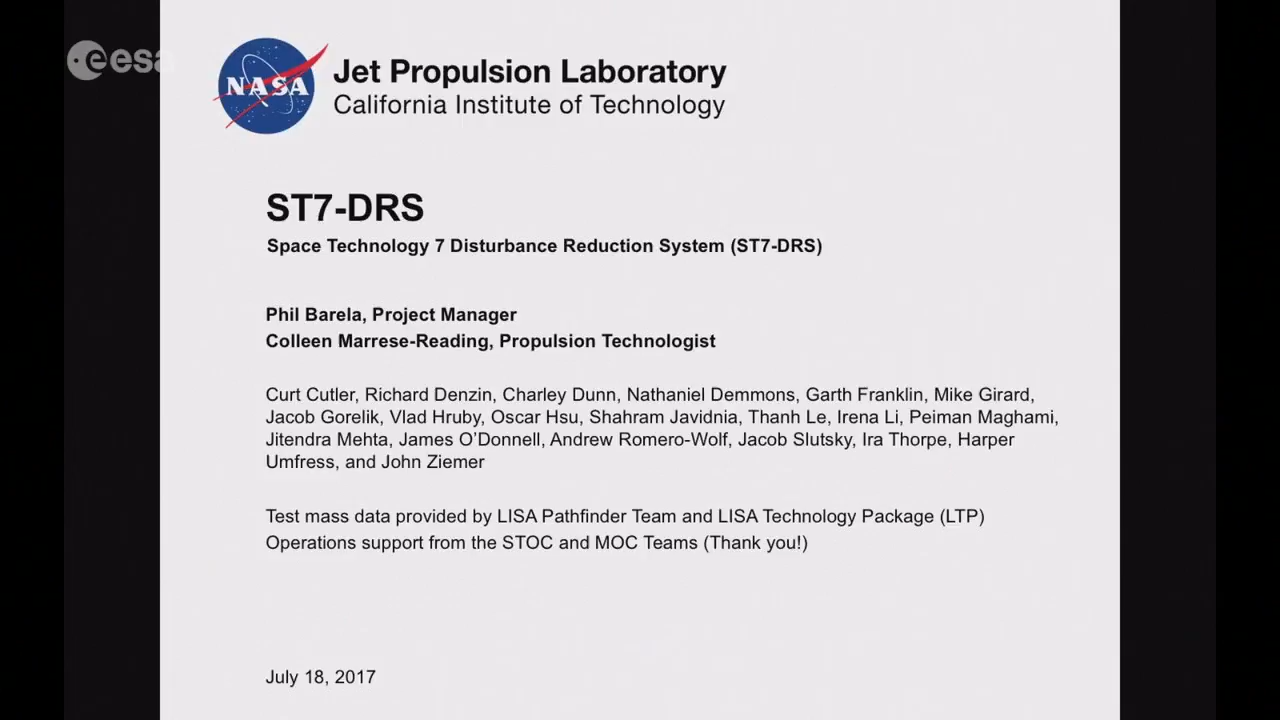 esa
NASA
Jet Propulsion Laboratory
California Institute of Technology
ST7-DRS
Space Technology 7 Disturbance Reduction System (ST7-DRS)
Phil Barela, Project Manager
Colleen Marrese-Reading, Propulsion Technologist
Curt Cutler, Richard Denzin, Charley Dunn, Nathaniel Demmons, Garth Franklin, Mike Girard,
Jacob Gorelik, Vlad Hruby, Oscar Hsu, Shahram Javidnia, Thanh Le, Irena Li, Peiman Maghami,
Jitendra Mehta, James O’Donnell, Andrew Romero-Wolf, Jacob Slutsky, Ira Thorpe, Harper
Umfress, and John Ziemer
Test mass data provided by LISA Pathfinder Team and LISA Technology Package (LTP)
Operations support from the STOC and MOC Teams (Thank you!)
July 18, 2017